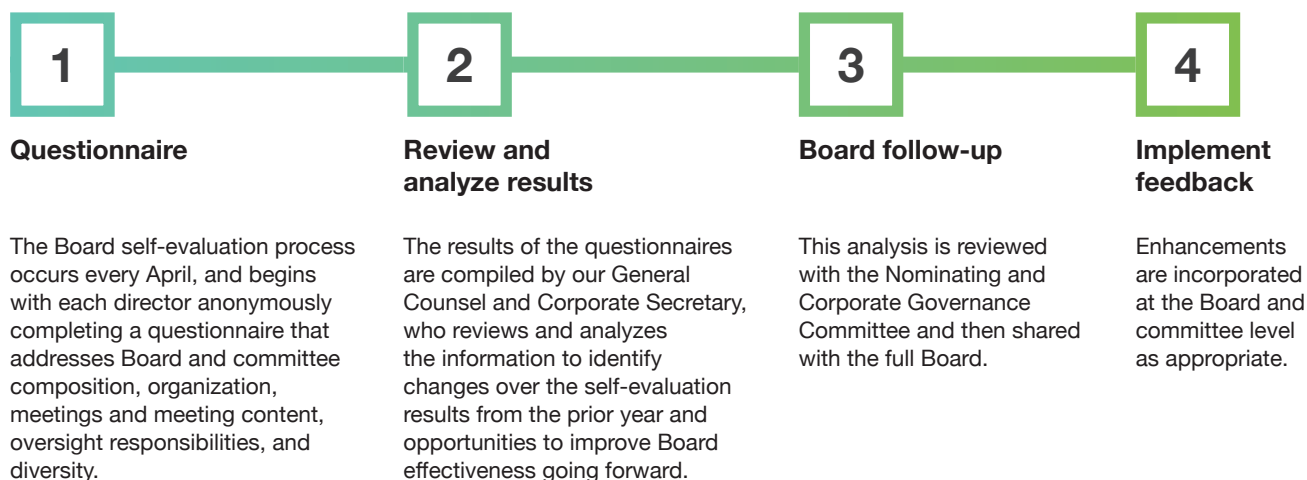 1
Questionnaire
The Board self-evaluation process
occurs every April, and begins
with each director anonymously
completing a questionnaire that
addresses Board and committee
composition, organization,
meetings and meeting content,
oversight responsibilities, and
diversity.
2
Review and
analyze results
The results of the questionnaires
are compiled by our General
Counsel and Corporate Secretary,
who reviews and analyzes
the information to identify
changes over the self-evaluation
results from the prior year and
opportunities to improve Board
effectiveness going forward.
3
Board follow-up
This analysis is reviewed
with the Nominating and
Corporate Governance
Committee and then shared
with the full Board.
4
Implement
feedback
Enhancements
are incorporated
at the Board and
committee level
as appropriate.